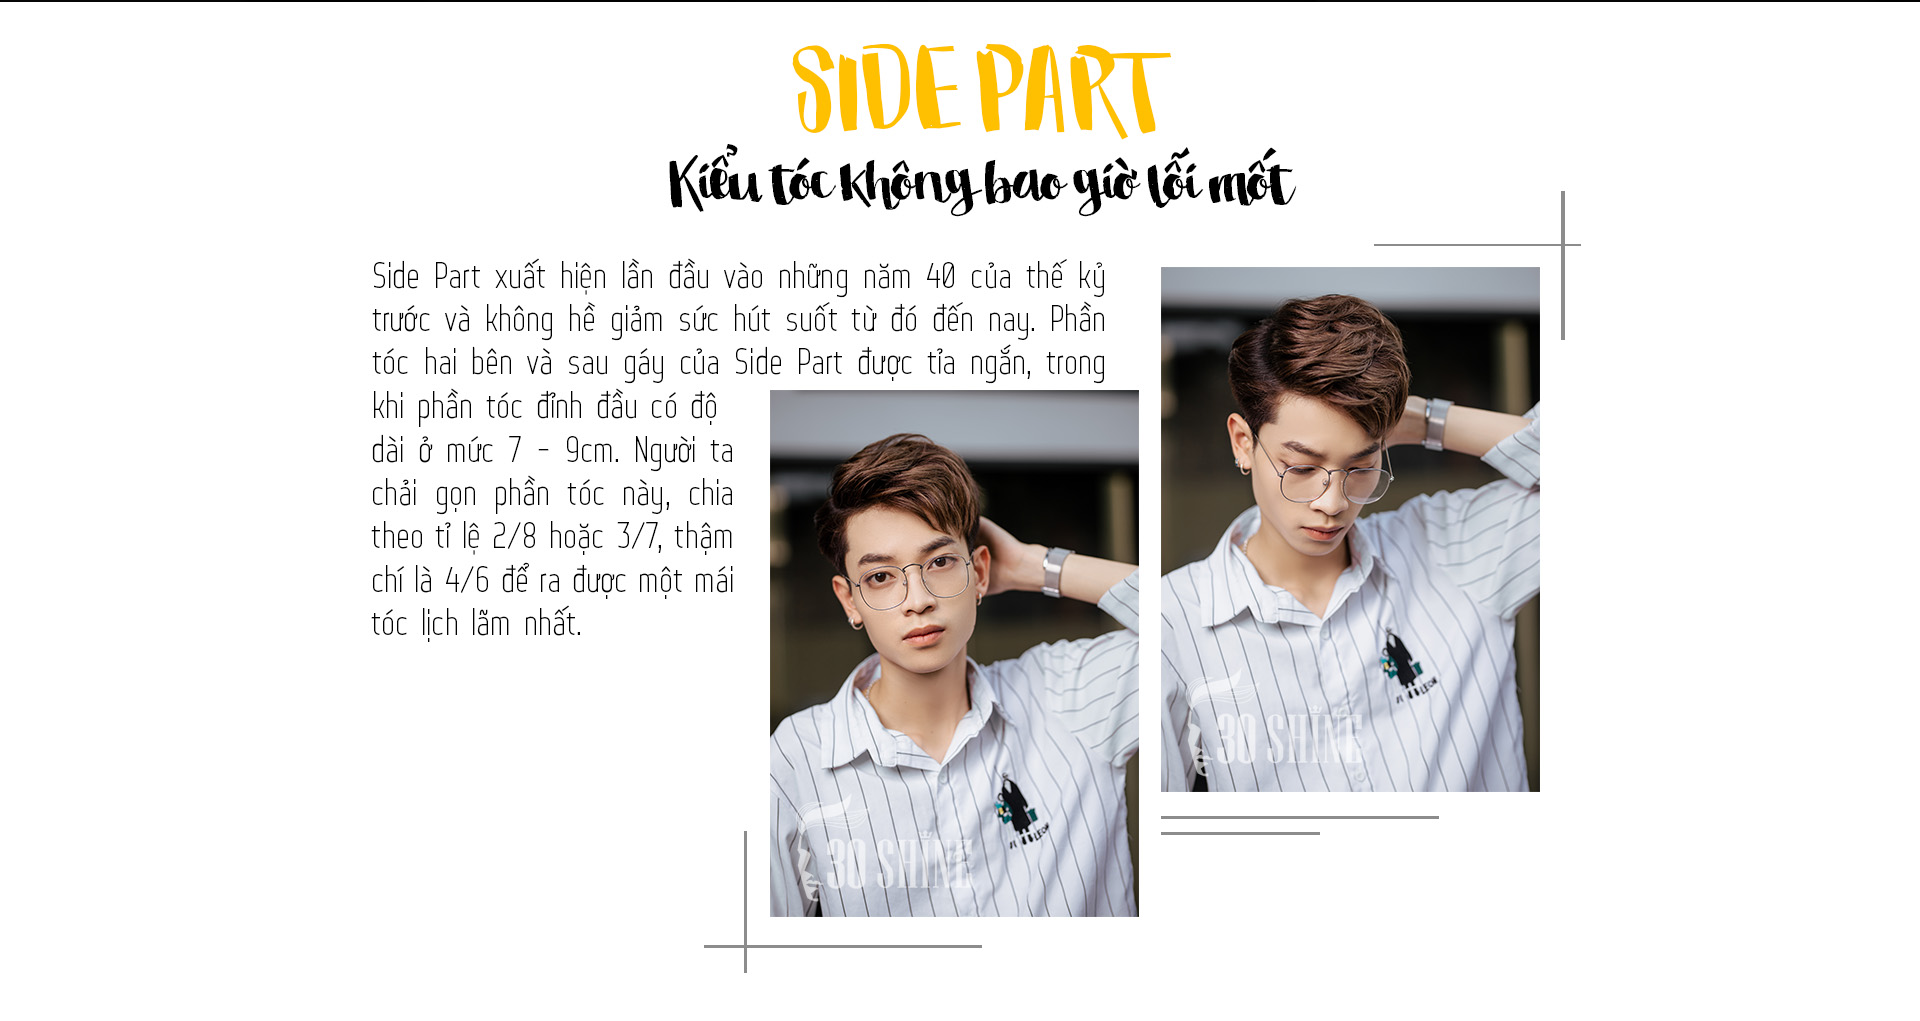 SIDE PART
Kiểu tóc không bao giờ lỗi mốt
Side Part xuất hiện lần đầu vào những năm 40 của thế kỷ
trước và không hề giảm sức hút suốt từ đó đến nay. Phần
tóc hai bên và sau gáy của Side Part được tỉa ngắn, trong
khi phần tóc đỉnh đầu có độ
dài ở mức 7 - 9cm. Người ta
chải gọn phần tóc này, chia
theo tỉ lệ 2/8 hoặc 3/7, thậm
chí là 4/6 để ra được một mái
tóc lịch lãm nhất.
30 SHINE
30 SHINE